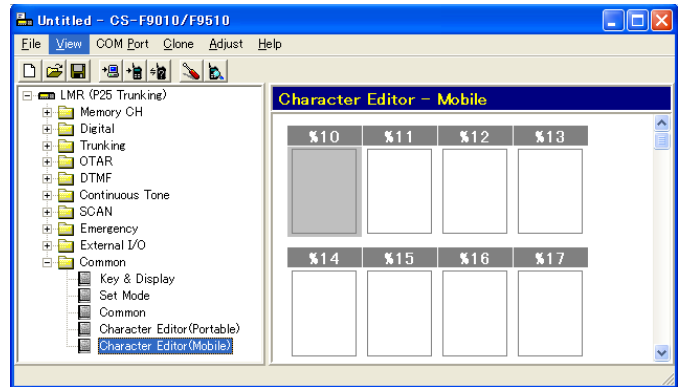 Untitled - CS-F9010/F9510
File View COM Port Clone Adjust Help
LMR (P25 Trunking)
Memory CH
Digital
Trunking
OTAR
DTMF
Continuous Tone
SCAN
Emergency
External I/O
Common
Key & Display
Set Mode
Common
Character Editor(Portable)
Character Editor(Mobile)
Character Editor - Mobile
%10 %11 %12 %13
%14 %15 %16 %17